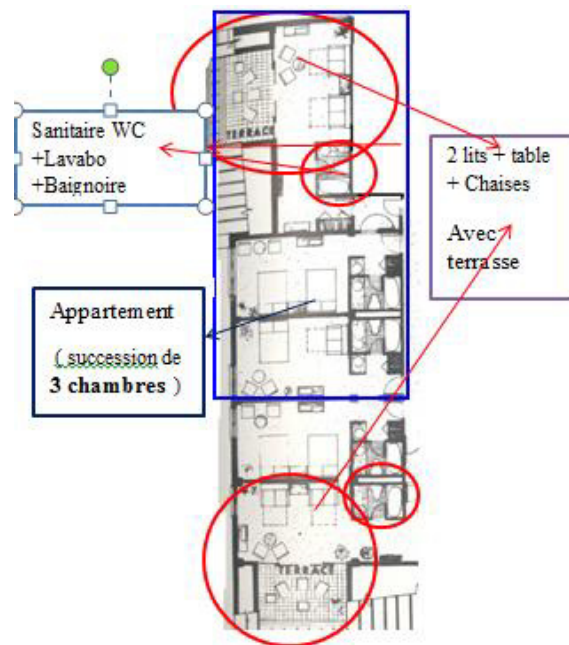 TERRACE
Sanitaire WC
+Lavabo
+Baignoire
2 lits + table
+ Chaises
Avec
terrasse
Appartement
( succession de
3 chambres )
TERRACE